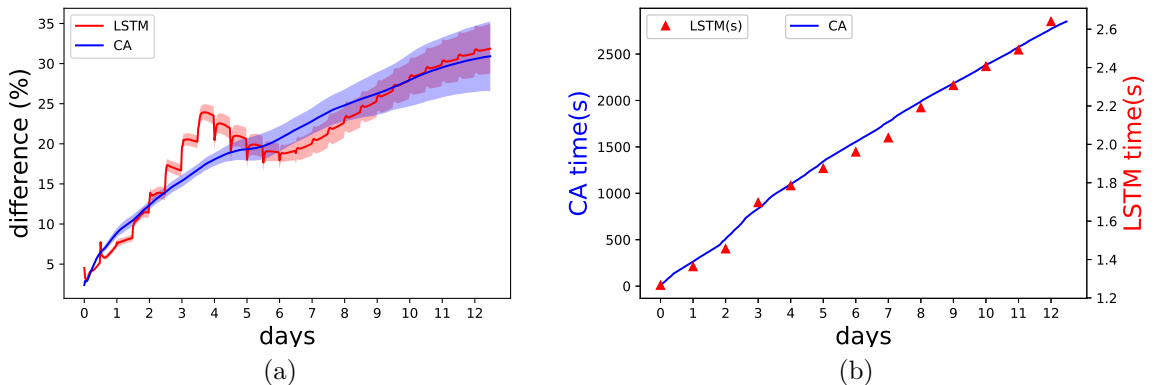 LSTM
CA
difference (%)
35
30
25
20
15
10
5
0 1 2 3 4 5 6 7 8 9 10 11 12
days
(a)
LSTM(s)
CA
CA time(s)
2500
2000
1500
1000
500
0
0 1 2 3 4 5 6 7 8 9 10 11 12
days
2.6
2.4
2.2
2.0
1.8
1.6
1.4
1.2
LSTM time(s)
(b)